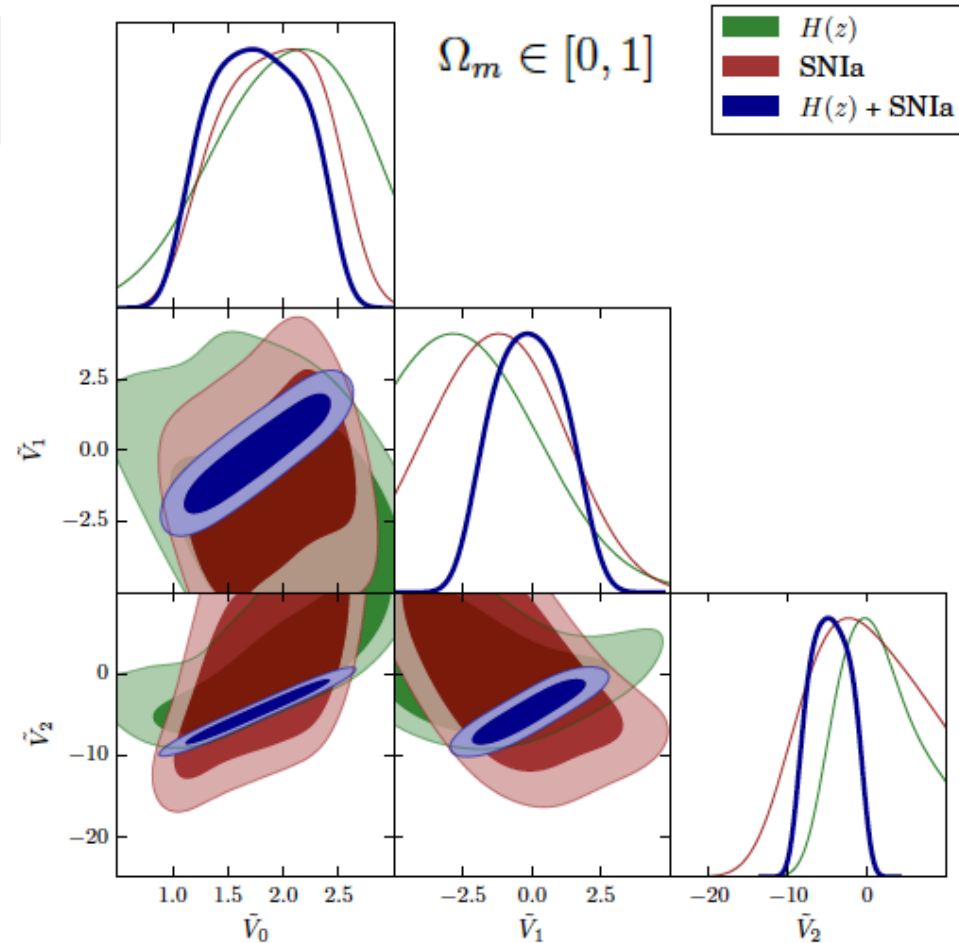 Ωₘ ∈ [0, 1]
H(z)
SNIa
H(z) + SNIa
2.5
0.0
−2.5
Ṽ₁
0
−10
−20
Ṽ₂
1.0 1.5 2.0 2.5
Ṽ₀
−2.5 0.0 2.5
Ṽ₁
−20 −10 0
Ṽ₂